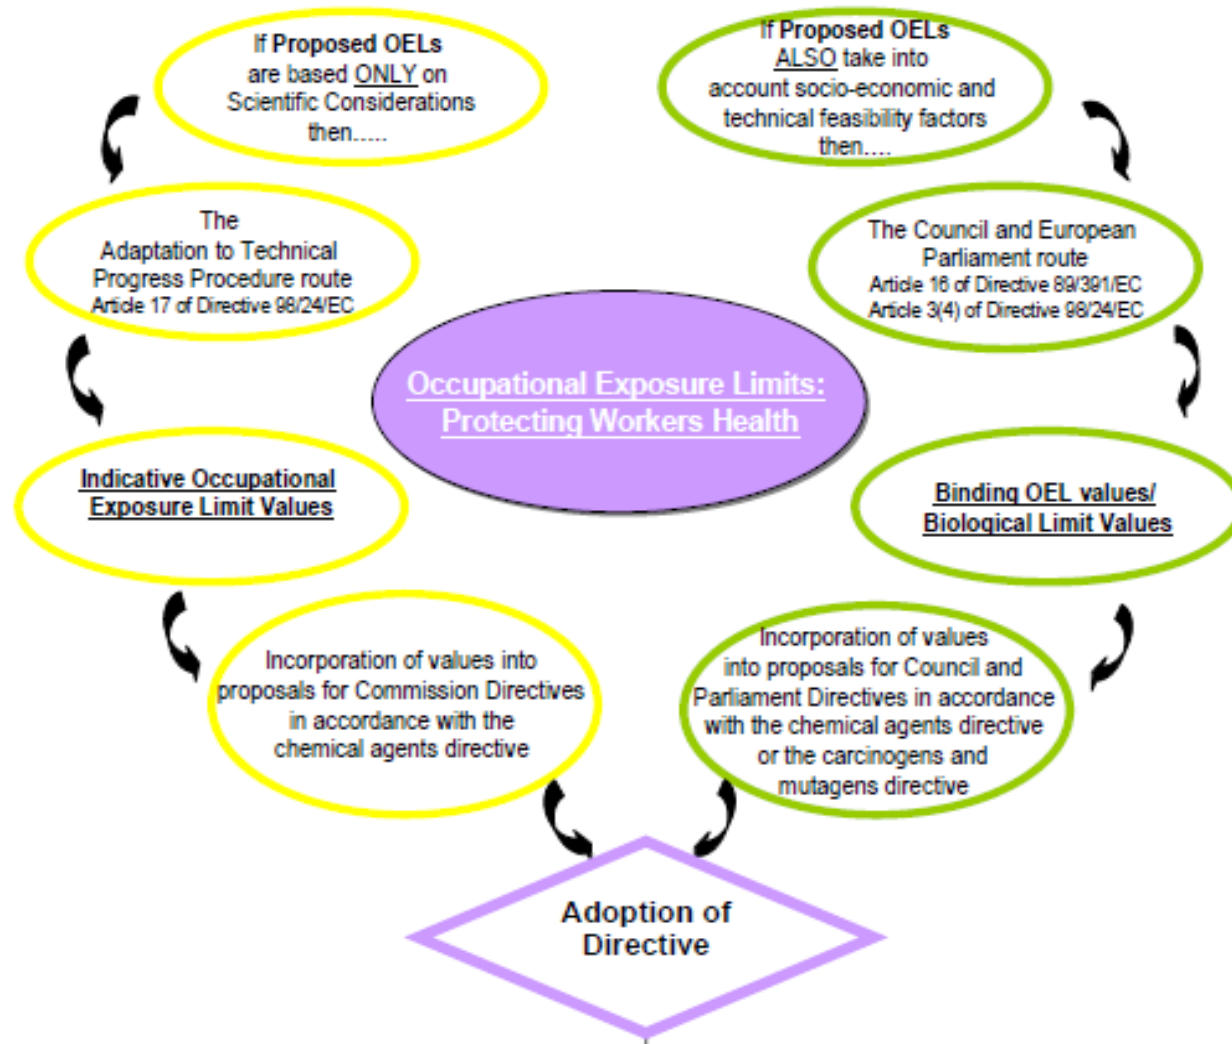 If Proposed OELs
are based ONLY on
Scientific Considerations
then.....
If Proposed OELs
ALSO take into
account socio-economic and
technical feasibility factors
then....
The
Adaptation to Technical
Progress Procedure route
Article 17 of Directive 98/24/EC
The Council and European
Parliament route
Article 16 of Directive 89/391/EC
Article 3(4) of Directive 98/24/EC
Occupational Exposure Limits:
Protecting Workers Health
Indicative Occupational
Exposure Limit Values
Binding OEL values/
Biological Limit Values
Incorporation of values into
proposals for Commission Directives
in accordance with the
chemical agents directive
Incorporation of values
into proposals for Council and
Parliament Directives in accordance
with the chemical agents directive
or the carcinogens and
mutagens directive
Adoption of
Directive